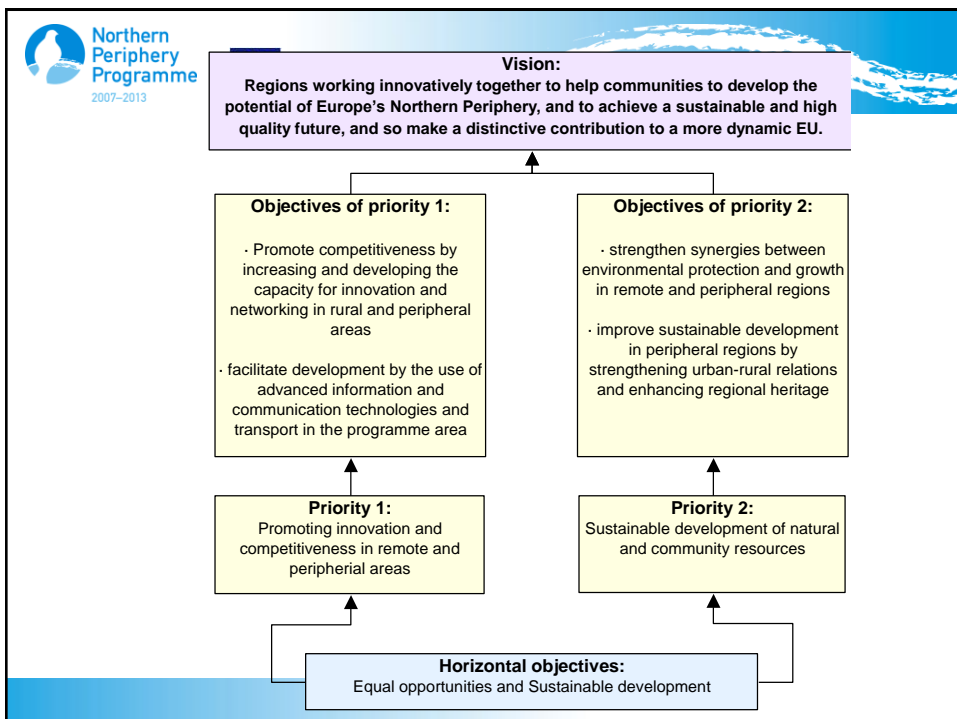 Northern
Periphery
Programme
2007–2013
Vision:
Regions working innovatively together to help communities to develop the
potential of Europe's Northern Periphery, and to achieve a sustainable and high
quality future, and so make a distinctive contribution to a more dynamic EU.
Objectives of priority 1:
· Promote competitiveness by
increasing and developing the
capacity for innovation and
networking in rural and peripheral
areas
· facilitate development by the use of
advanced information and
communication technologies and
transport in the programme area
Objectives of priority 2:
· strengthen synergies between
environmental protection and growth
in remote and peripheral regions
· improve sustainable development
in peripheral regions by
strengthening urban-rural relations
and enhancing regional heritage
Priority 1:
Promoting innovation and
competitiveness in remote and
peripherial areas
Priority 2:
Sustainable development of natural
and community resources
Horizontal objectives:
Equal opportunities and Sustainable development